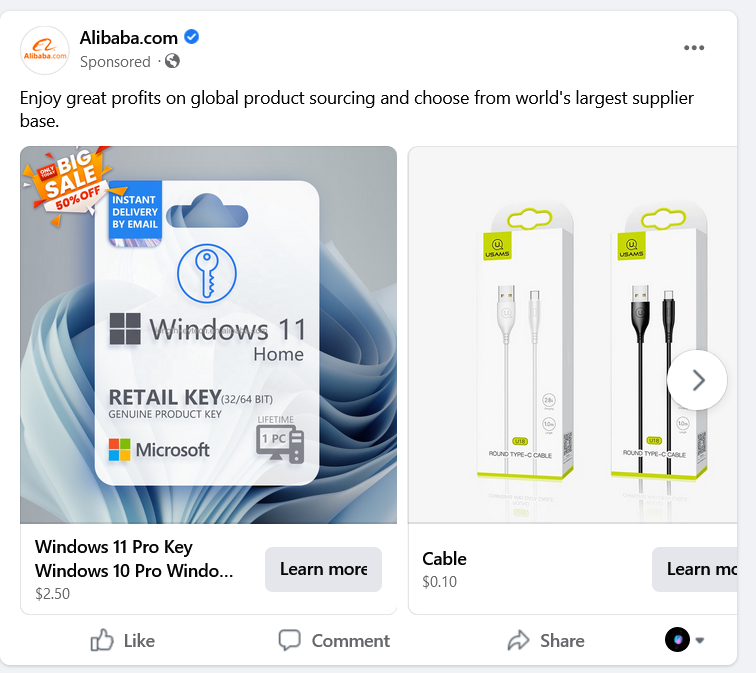 Alibaba.com
Alibaba.com
Sponsored ·
Enjoy great profits on global product sourcing and choose from world's largest supplier
base.
ONLY TODAY
BIG
SALE
50% OFF
INSTANT
DELIVERY
BY EMAIL
Windows 11
Home
RETAIL KEY(32/64 BIT)
GENUINE PRODUCT KEY
LIFETIME
1 PC
Microsoft
Windows 11 Pro Key
Windows 10 Pro Windo...
$2.50
Learn more
U
USAMS
U18
ROUND TYPE-C CABLE
U
USAMS
U18
ROUND TYPE-C CABLE
Cable
$0.10
Learn mo
Like
Comment
Share